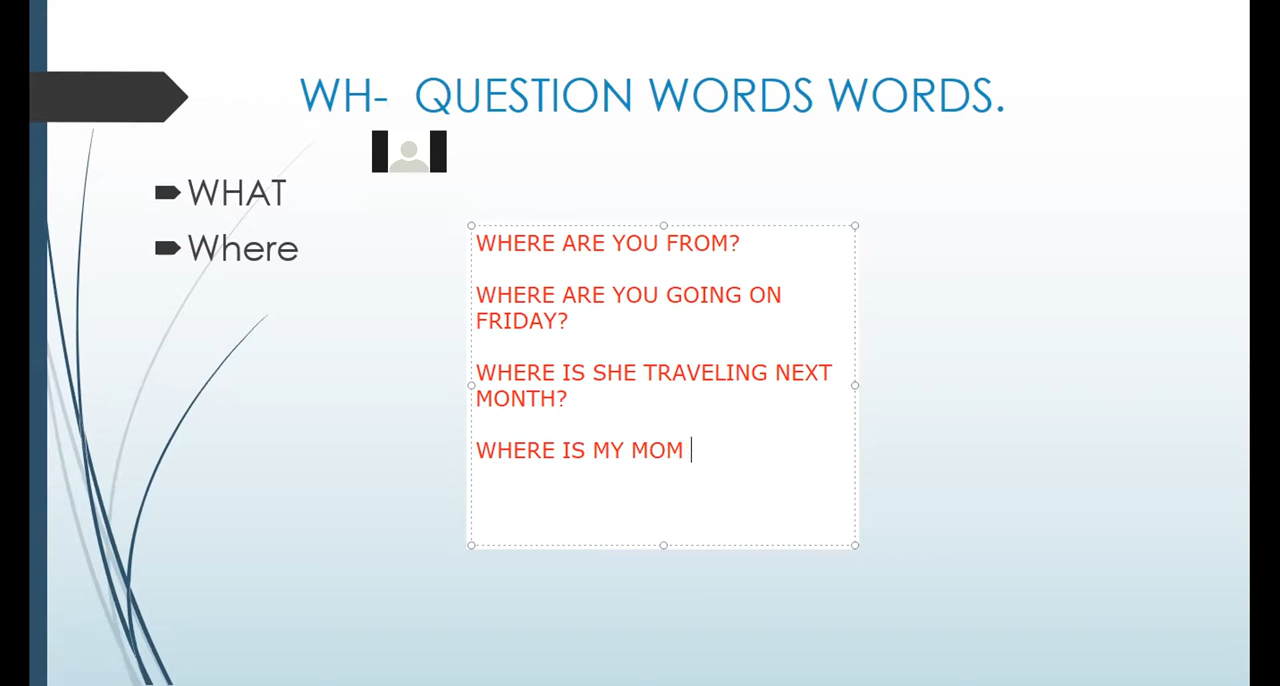 WH-  QUESTION WORDS WORDS.
WHAT
Where
WHERE ARE YOU FROM?
WHERE ARE YOU GOING ON
FRIDAY?
WHERE IS SHE TRAVELING NEXT
MONTH?
WHERE IS MY MOM